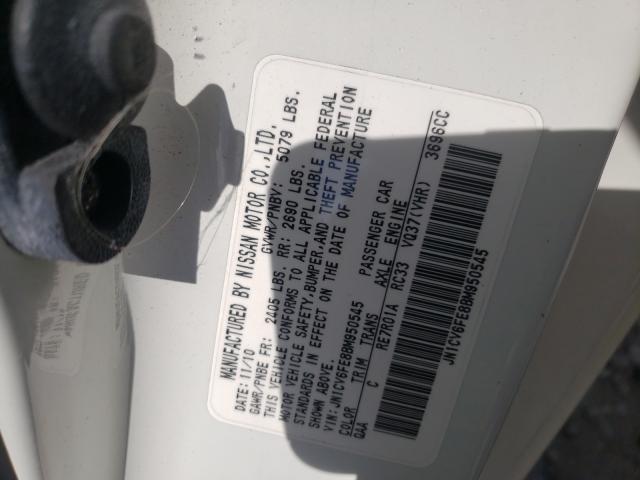 MANUFACTURED BY NISSAN MOTOR CO.,LTD.
DATE:11/10 GVWR/PNBV: 5079 LBS.
GAWR/PNBE FR: 2405 LBS. RR: 2690 LBS.
THIS VEHICLE CONFORMS TO ALL APPLICABLE FEDERAL
MOTOR VEHICLE SAFETY,BUMPER,AND THEFT PREVENTION
STANDARDS IN EFFECT ON THE DATE OF MANUFACTURE
SHOWN ABOVE.
VIN:JN1CV6FE8BM950545 PASSENGER CAR
COLOR TRIM TRANS AXLE ENGINE
QAA C RE7R01A RC33 VQ37(VHR) 3696CC
JN1CV6FE8BM950545